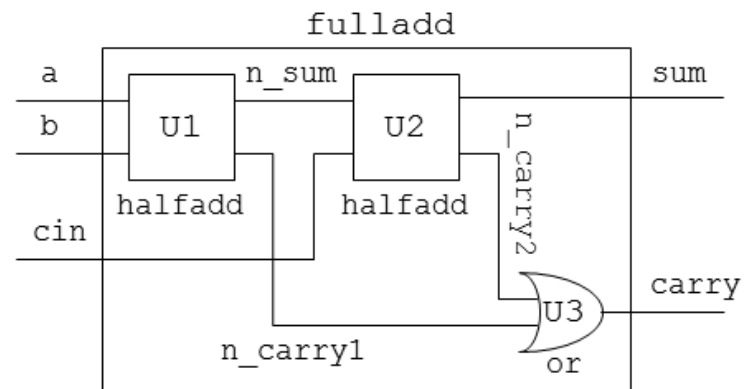 fulladd
a
n_sum
sum
b
U1
U2
n_carry2
halfadd
halfadd
cin
carry
U3
n_carry1
or